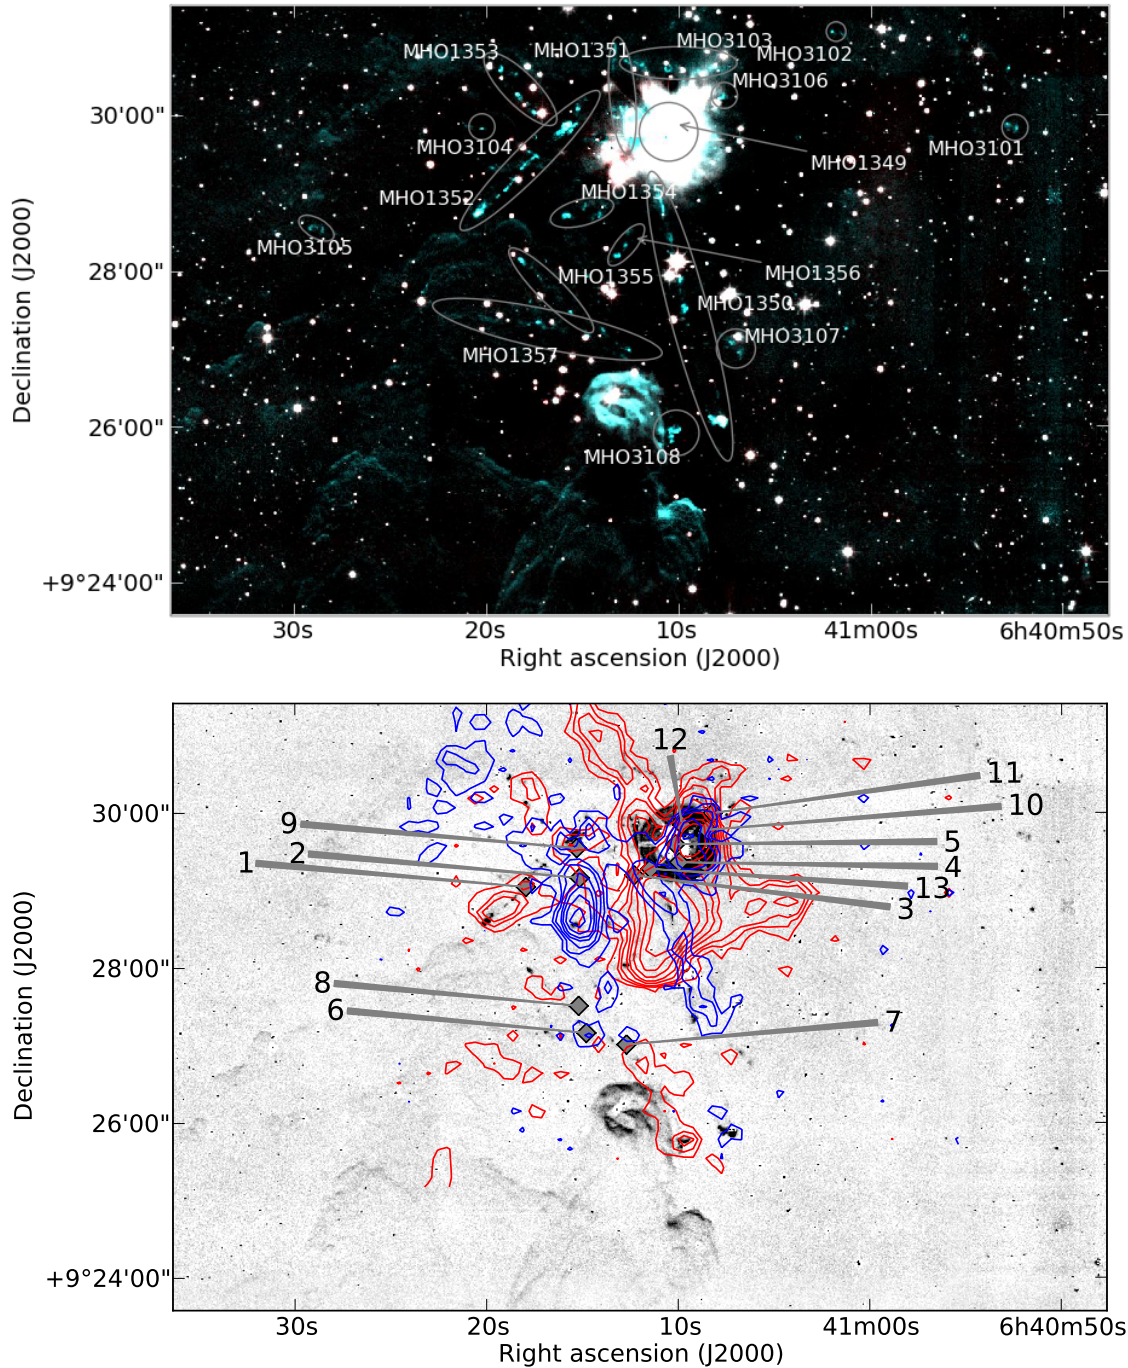 MHO1353
MHO1351
MHO3103
MHO3102
MHO3106
30'00"
MHO3104
MHO3101
MHO1349
MHO1352
MHO1354
MHO3105
28'00"
MHO1355
MHO1356
MHO1350
MHO3107
MHO1357
26'00"
MHO3108
+9°24'00"
Declination (J2000)
30s
20s
10s
41m00s
6h40m50s
Right ascension (J2000)
12
11
10
30'00"
9
5
2
1
4
13
3
28'00"
8
6
7
26'00"
+9°24'00"
Declination (J2000)
30s
20s
10s
41m00s
6h40m50s
Right ascension (J2000)